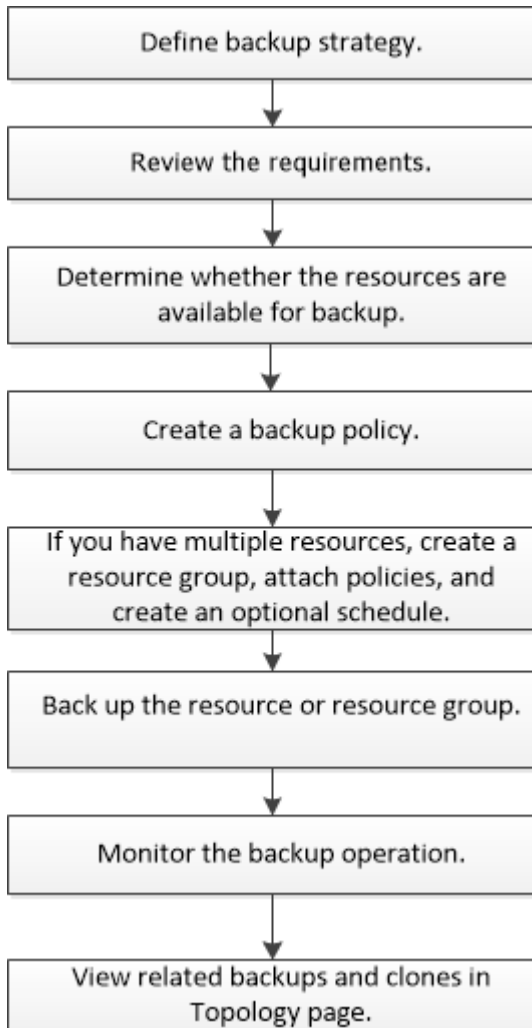 Define backup strategy.
Review the requirements.
Determine whether the resources are
available for backup.
Create a backup policy.
If you have multiple resources, create a
resource group, attach policies, and
create an optional schedule.
Back up the resource or resource group.
Monitor the backup operation.
View related backups and clones in
Topology page.